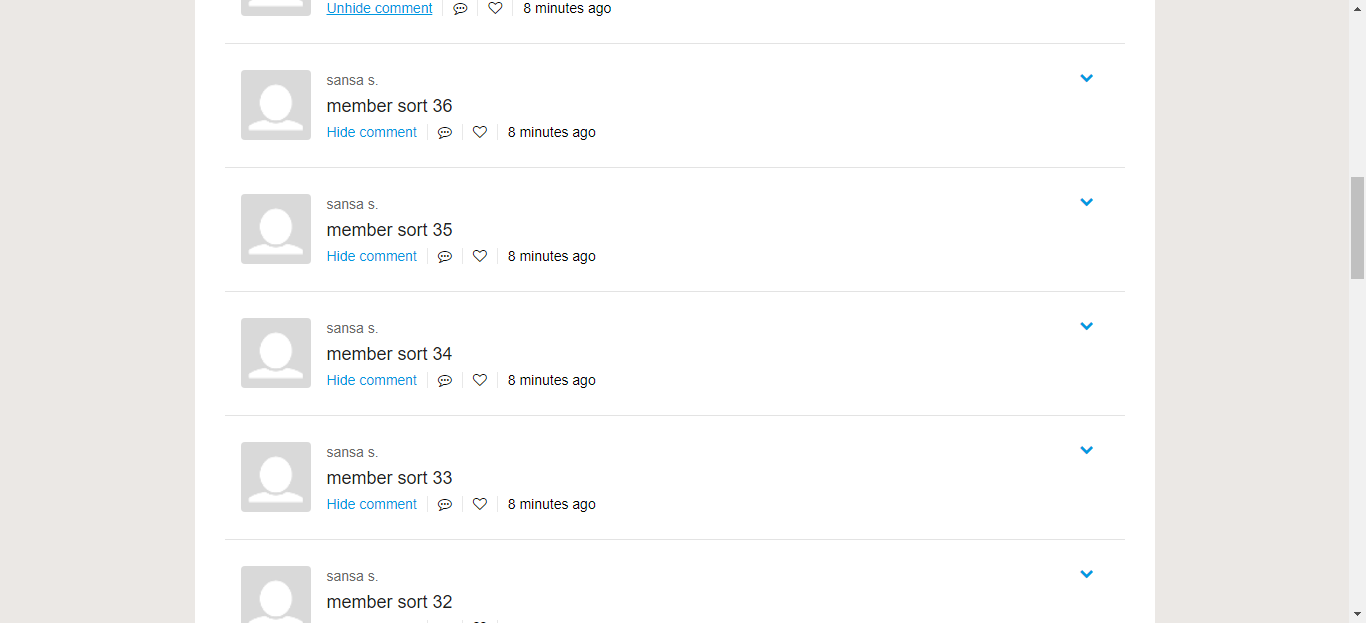 Unhide comment 8 minutes ago
sansa s.
member sort 36
Hide comment 8 minutes ago
sansa s.
member sort 35
Hide comment 8 minutes ago
sansa s.
member sort 34
Hide comment 8 minutes ago
sansa s.
member sort 33
Hide comment 8 minutes ago
sansa s.
member sort 32